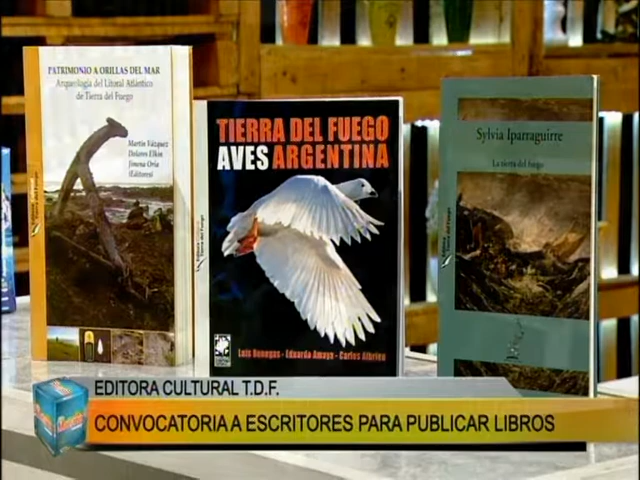 PATRIMONIO A ORILLAS DEL MAR
Arqueología del Litoral Atlántico
de Tierra del Fuego
Martín Vázquez
Dolores Elkin
Jimena Oría
(Editores)
TIERRA DEL FUEGO
AVES ARGENTINA
Luis Benegas - Eduardo Amaya - Carlos Albrieu
Sylvia Iparraguirre
La tierra del fuego
EDITORA CULTURAL T.D.F.
CONVOCATORIA A ESCRITORES PARA PUBLICAR LIBROS